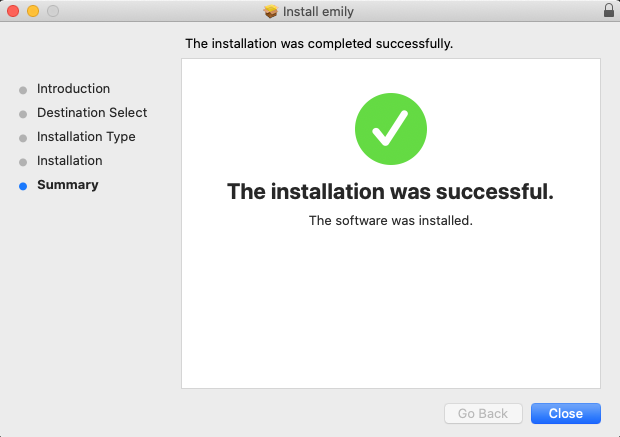 Install emily
The installation was completed successfully.
Introduction
Destination Select
Installation Type
Installation
Summary
The installation was successful.
The software was installed.
Go Back
Close